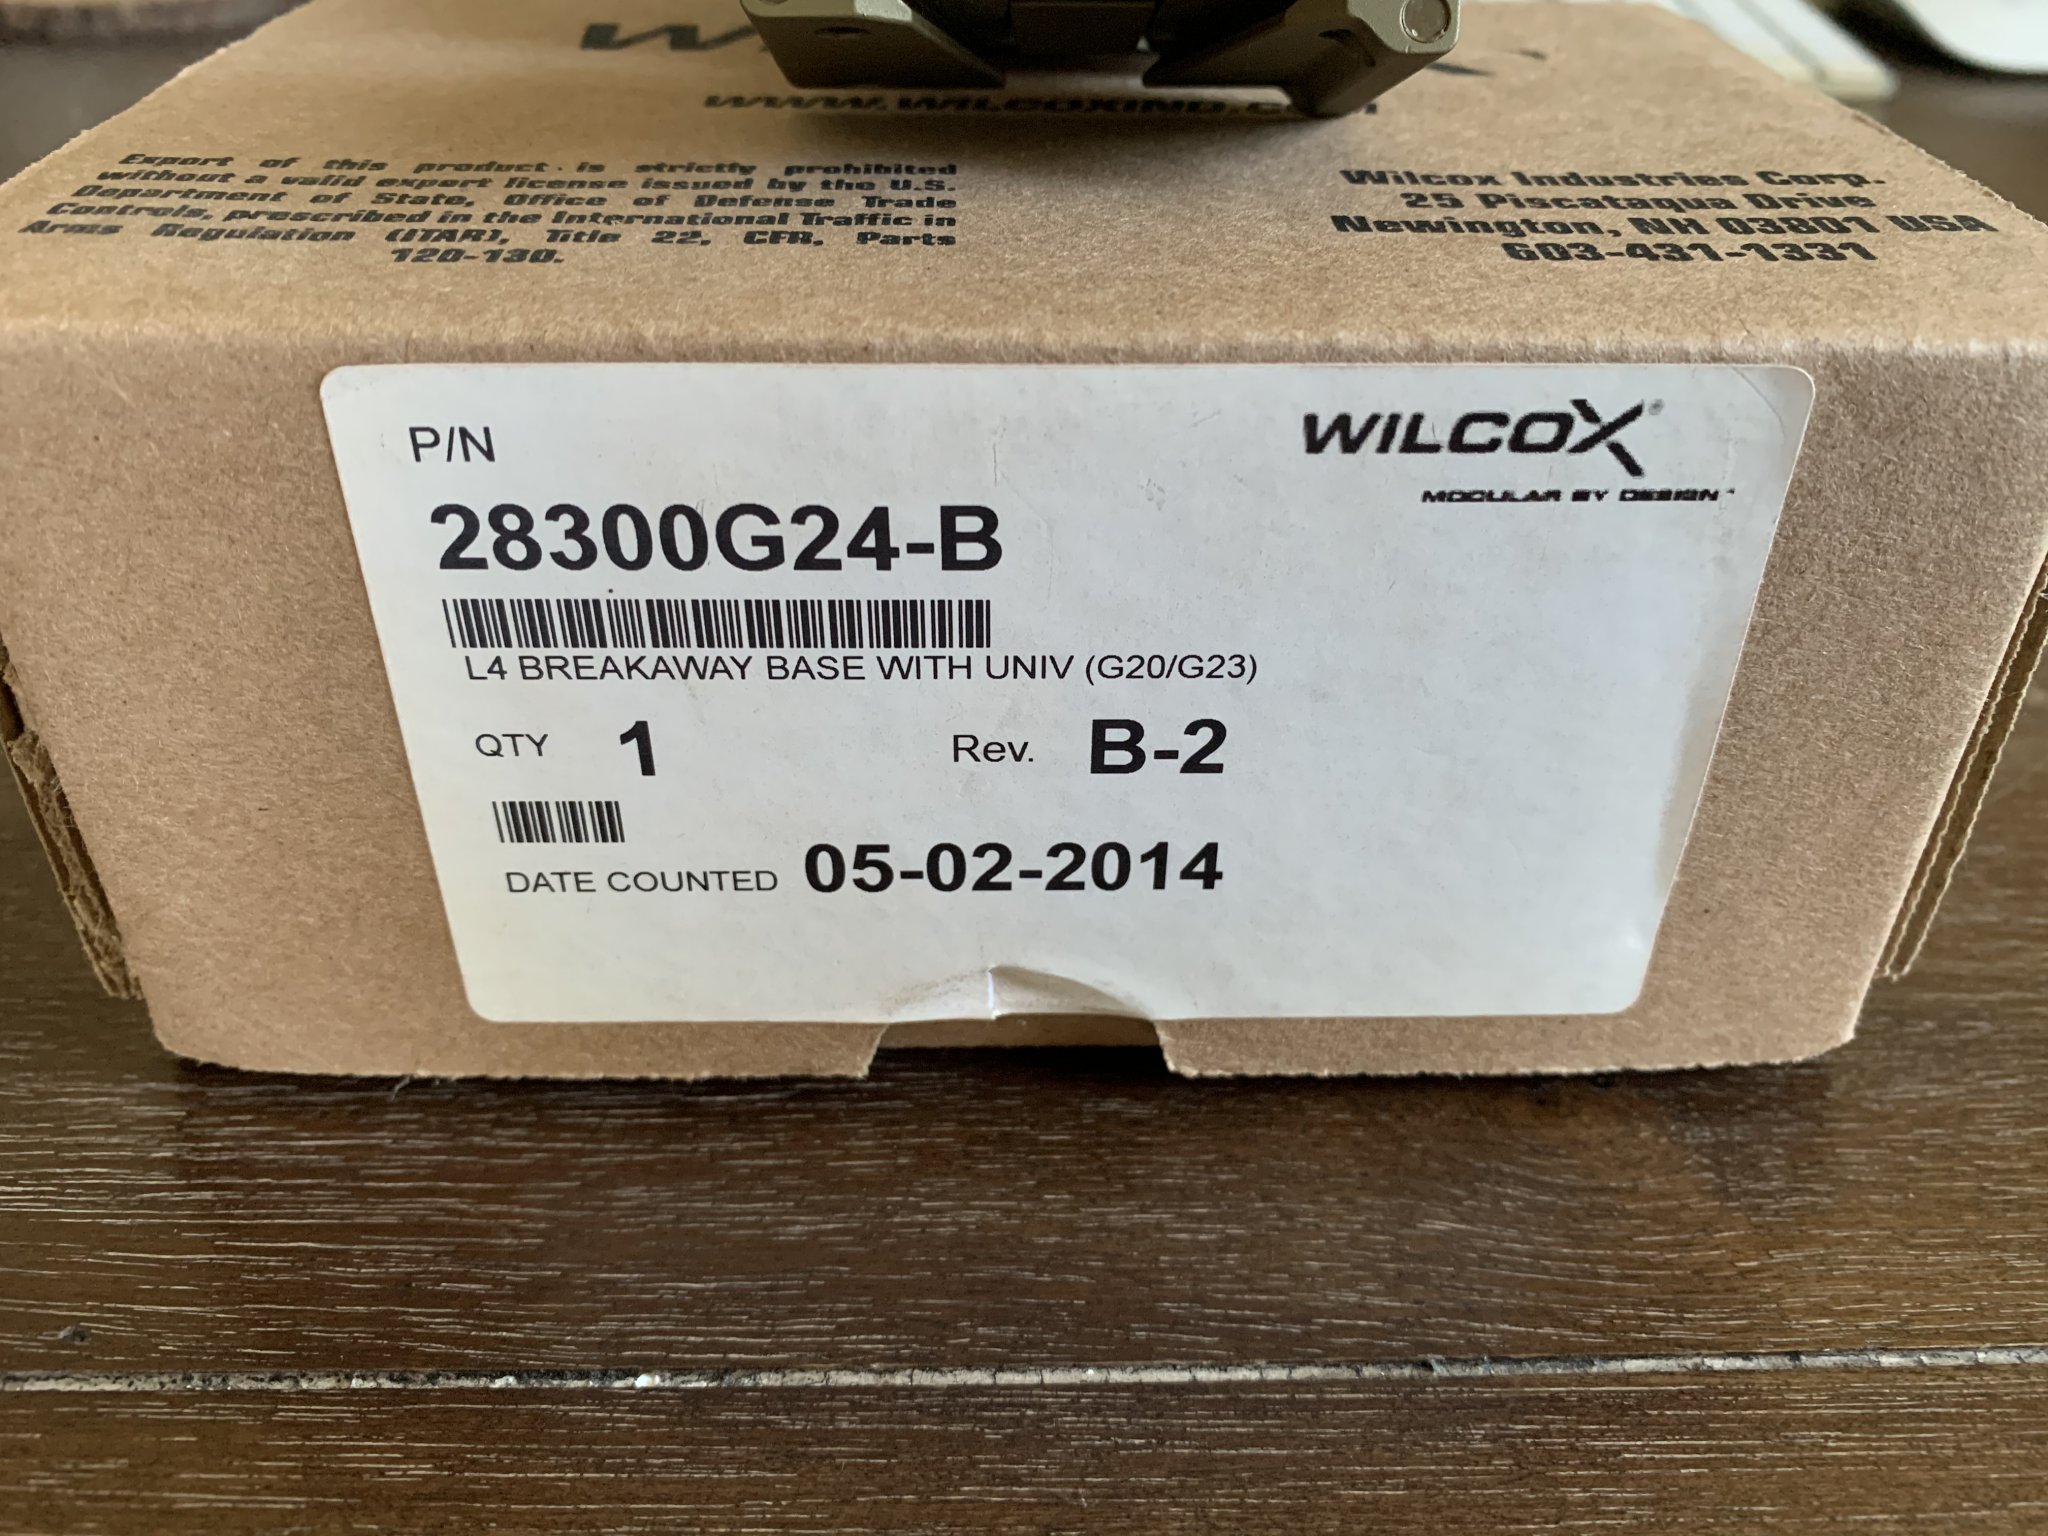 WWW.WILCOXIND.C
Export of this product is strictly prohibited
without a valid export license issued by the U.S.
Department of State, Office of Defense Trade
Controls, prescribed in the International Traffic in
Arms Regulation (ITAR), Title 22, CFR, Parts
120-130.
Wilcox Industries Corp.
25 Piscataqua Drive
Newington, NH 03801 USA
603-431-1331
P/N
WILCOX®
MODULAR BY DESIGN
28300G24-B
L4 BREAKAWAY BASE WITH UNIV (G20/G23)
QTY 1 Rev. B-2
DATE COUNTED 05-02-2014